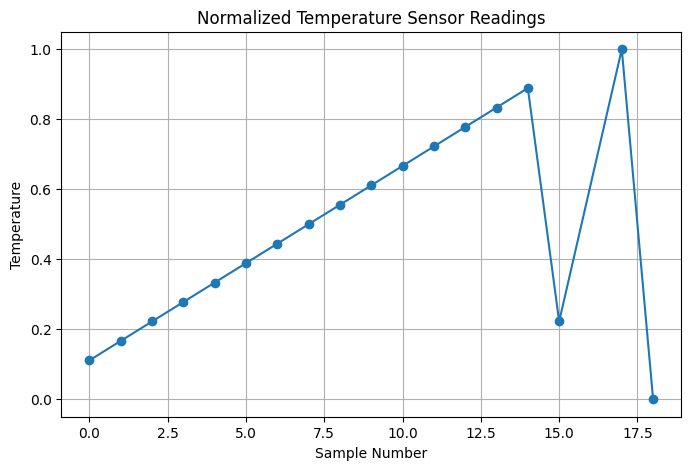 Normalized Temperature Sensor Readings
1.0
0.8
0.6
0.4
0.2
0.0
Temperature
0.0 2.5 5.0 7.5 10.0 12.5 15.0 17.5
Sample Number